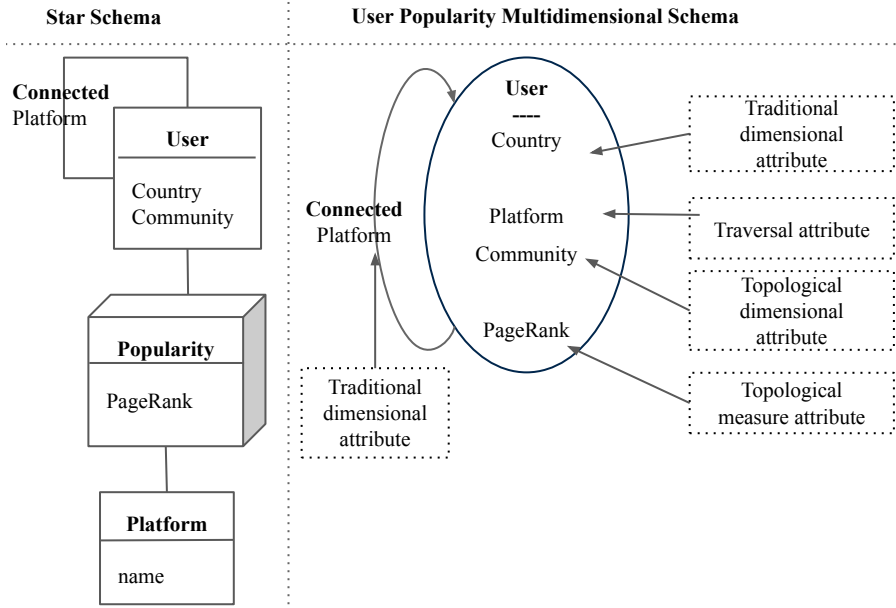 Star Schema
User Popularity Multidimensional Schema
Connected
Platform
User
Country
Community
Popularity
PageRank
Platform
name
User
----
Country
Platform
Community
PageRank
Connected
Platform
Traditional
dimensional
attribute
Traditional
dimensional
attribute
Traversal attribute
Topological
dimensional
attribute
Topological
measure attribute